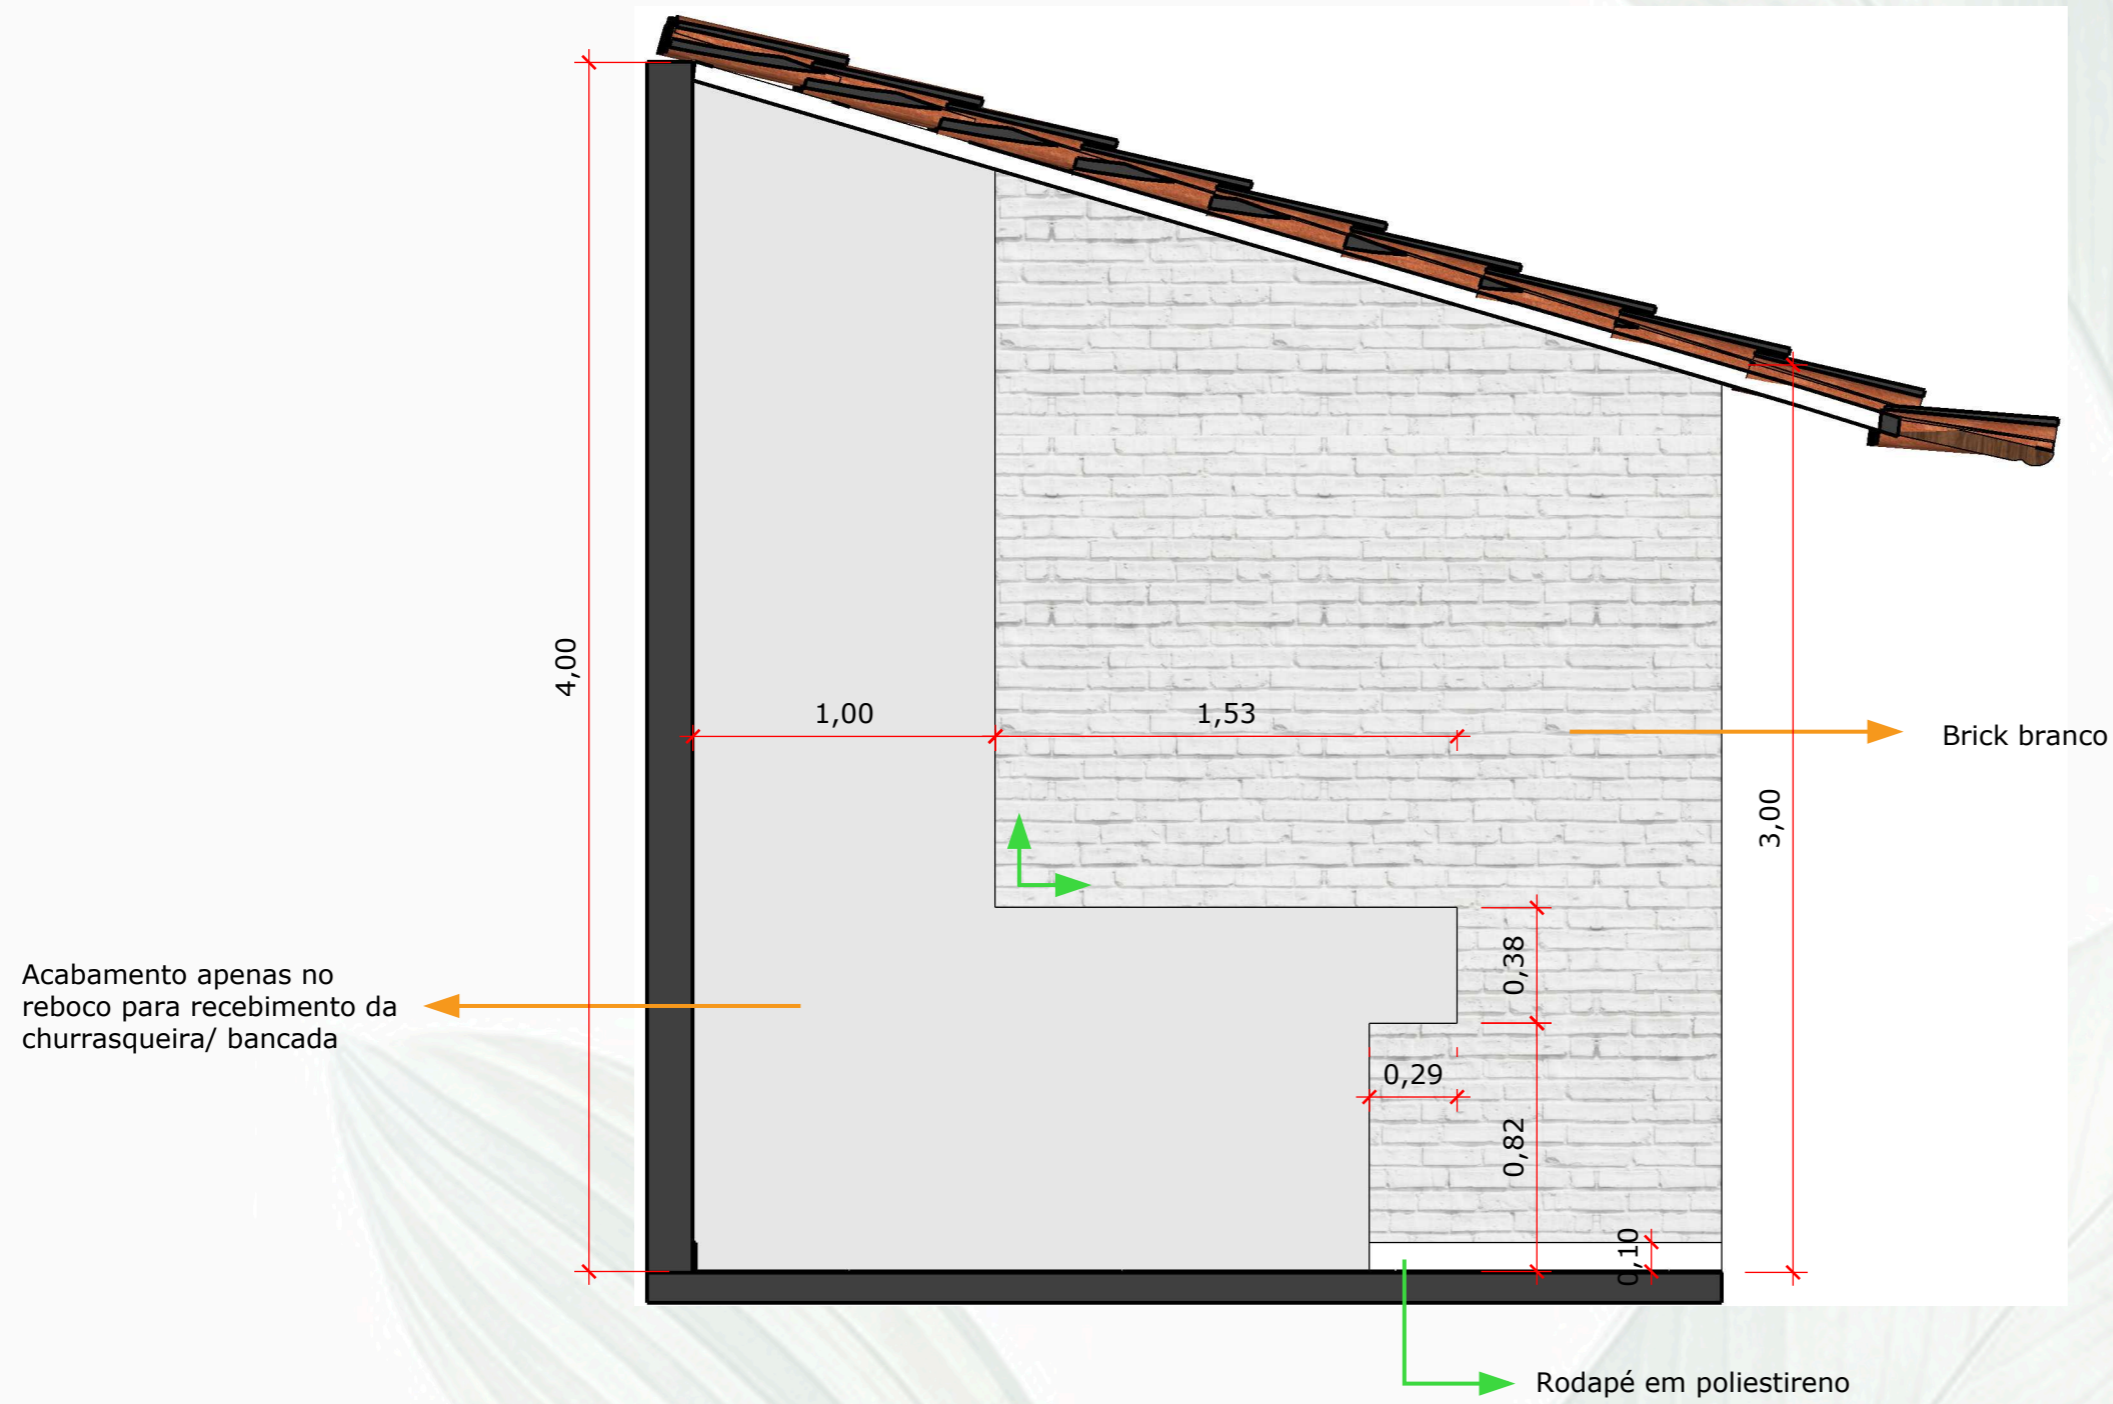 4,00
1,00
1,53
Brick branco
3,00
Acabamento apenas no
reboco para recebimento da
churrasqueira/ bancada
0,38
0,29
0,82
0,10
Rodapé em poliestireno